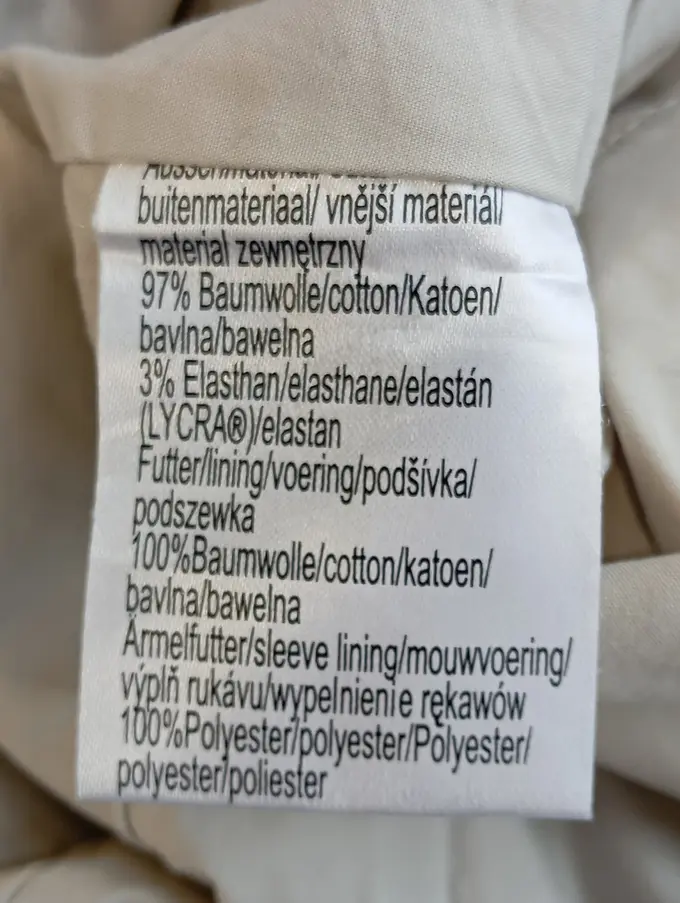 buitenmateriaal/ vnější materiál/
material zewnętrzny
97% Baumwolle/cotton/Katoen/
bavlna/bawelna
3% Elasthan/elasthane/elastán
(LYCRA®)/elastan
Futter/lining/voering/podšívka/
podszewka
100%Baumwolle/cotton/katoen/
bavlna/bawelna
Ärmelfutter/sleeve lining/mouwvoering/
výplň rukávu/wypelnienie rękawów
100%Polyester/polyester/Polyester/
polyester/poliester